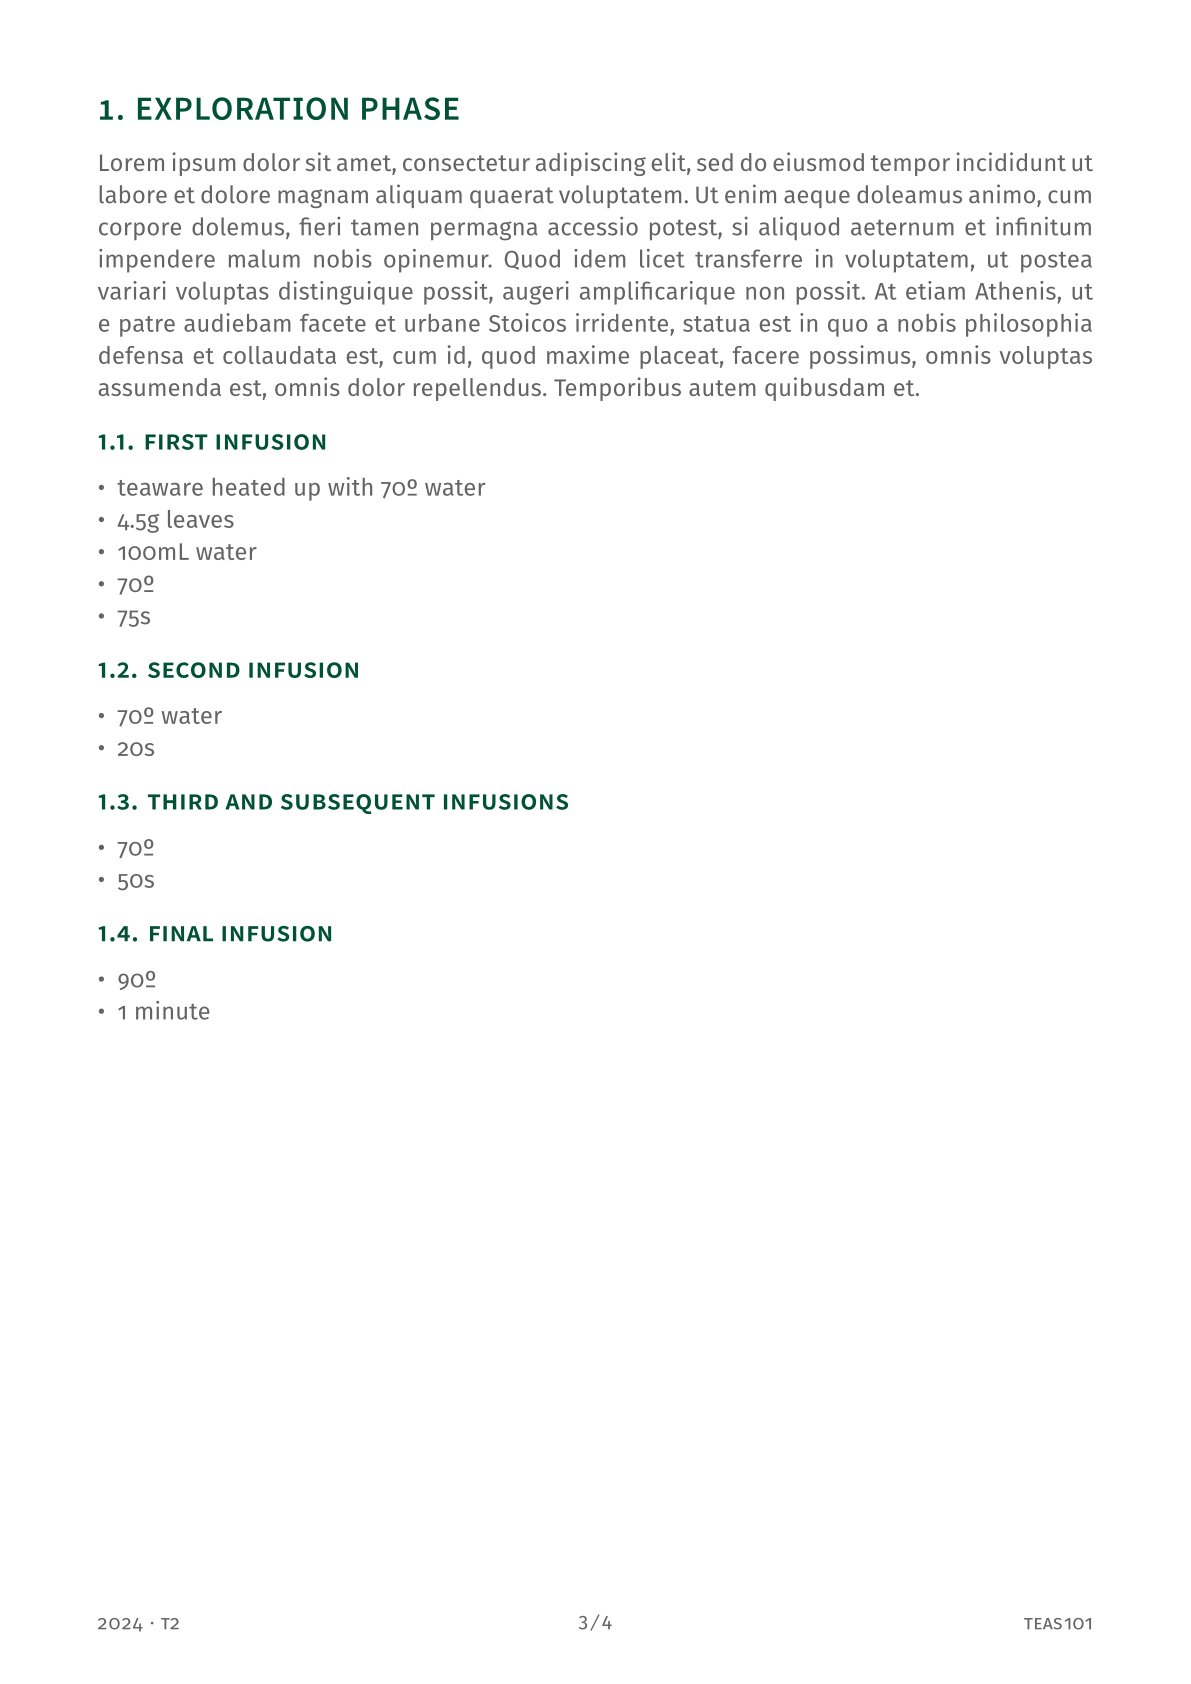 1. EXPLORATION PHASE
Lorem ipsum dolor sit amet, consectetur adipiscing elit, sed do eiusmod tempor incididunt ut
labore et dolore magnam aliquam quaerat voluptatem. Ut enim aeque doleamus animo, cum
corpore dolemus, fieri tamen permagna accessio potest, si aliquod aeternum et infinitum
impendere malum nobis opinemur. Quod idem licet transferre in voluptatem, ut postea
variari voluptas distinguique possit, augeri amplificarique non possit. At etiam Athenis, ut
e patre audiebam facete et urbane Stoicos irridente, statua est in quo a nobis philosophia
defensa et collaudata est, cum id, quod maxime placeat, facere possimus, omnis voluptas
assumenda est, omnis dolor repellendus. Temporibus autem quibusdam et.
1.1. FIRST INFUSION
• teaware heated up with 70º water
• 4.5g leaves
• 100mL water
• 70º
• 75s
1.2. SECOND INFUSION
• 70º water
• 20s
1.3. THIRD AND SUBSEQUENT INFUSIONS
• 70º
• 50s
1.4. FINAL INFUSION
• 90º
• 1 minute
2024 · T2 3/4 TEAS101